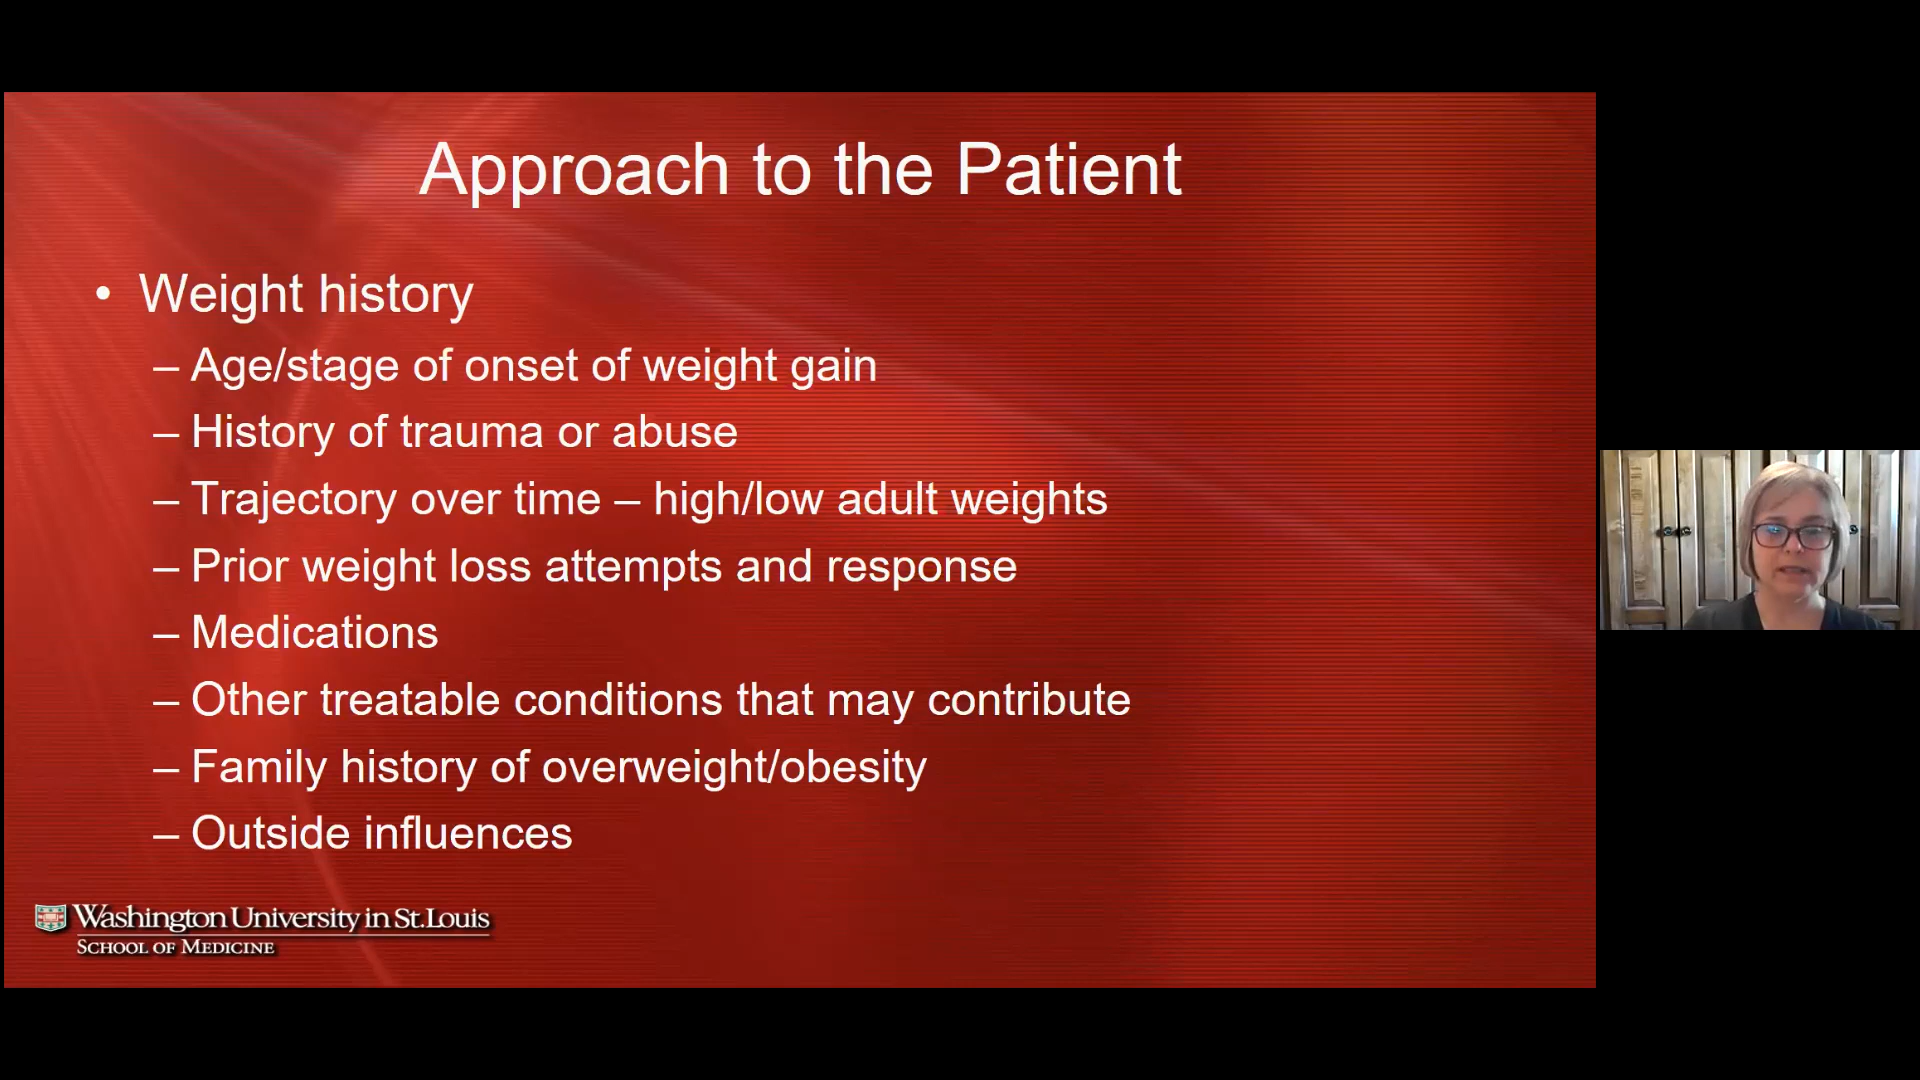 Approach to the Patient
• Weight history
– Age/stage of onset of weight gain
– History of trauma or abuse
– Trajectory over time – high/low adult weights
– Prior weight loss attempts and response
– Medications
– Other treatable conditions that may contribute
– Family history of overweight/obesity
– Outside influences
Washington University in St. Louis
SCHOOL OF MEDICINE